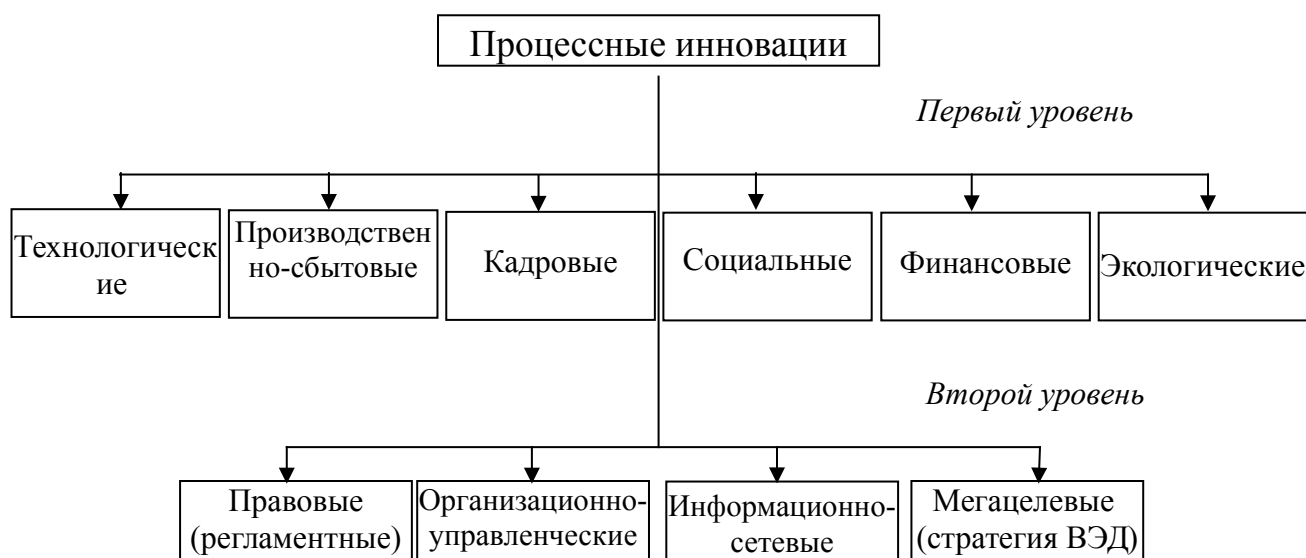 Процессные инновации
Первый уровень
Технологическ
ие
Производствен
но-сбытовые
Кадровые
Социальные
Финансовые
Экологические
Второй уровень
Правовые
(регламентные)
Организационно-
управленческие
Информационно-
сетевые
Мегацелевые
(стратегия ВЭД)